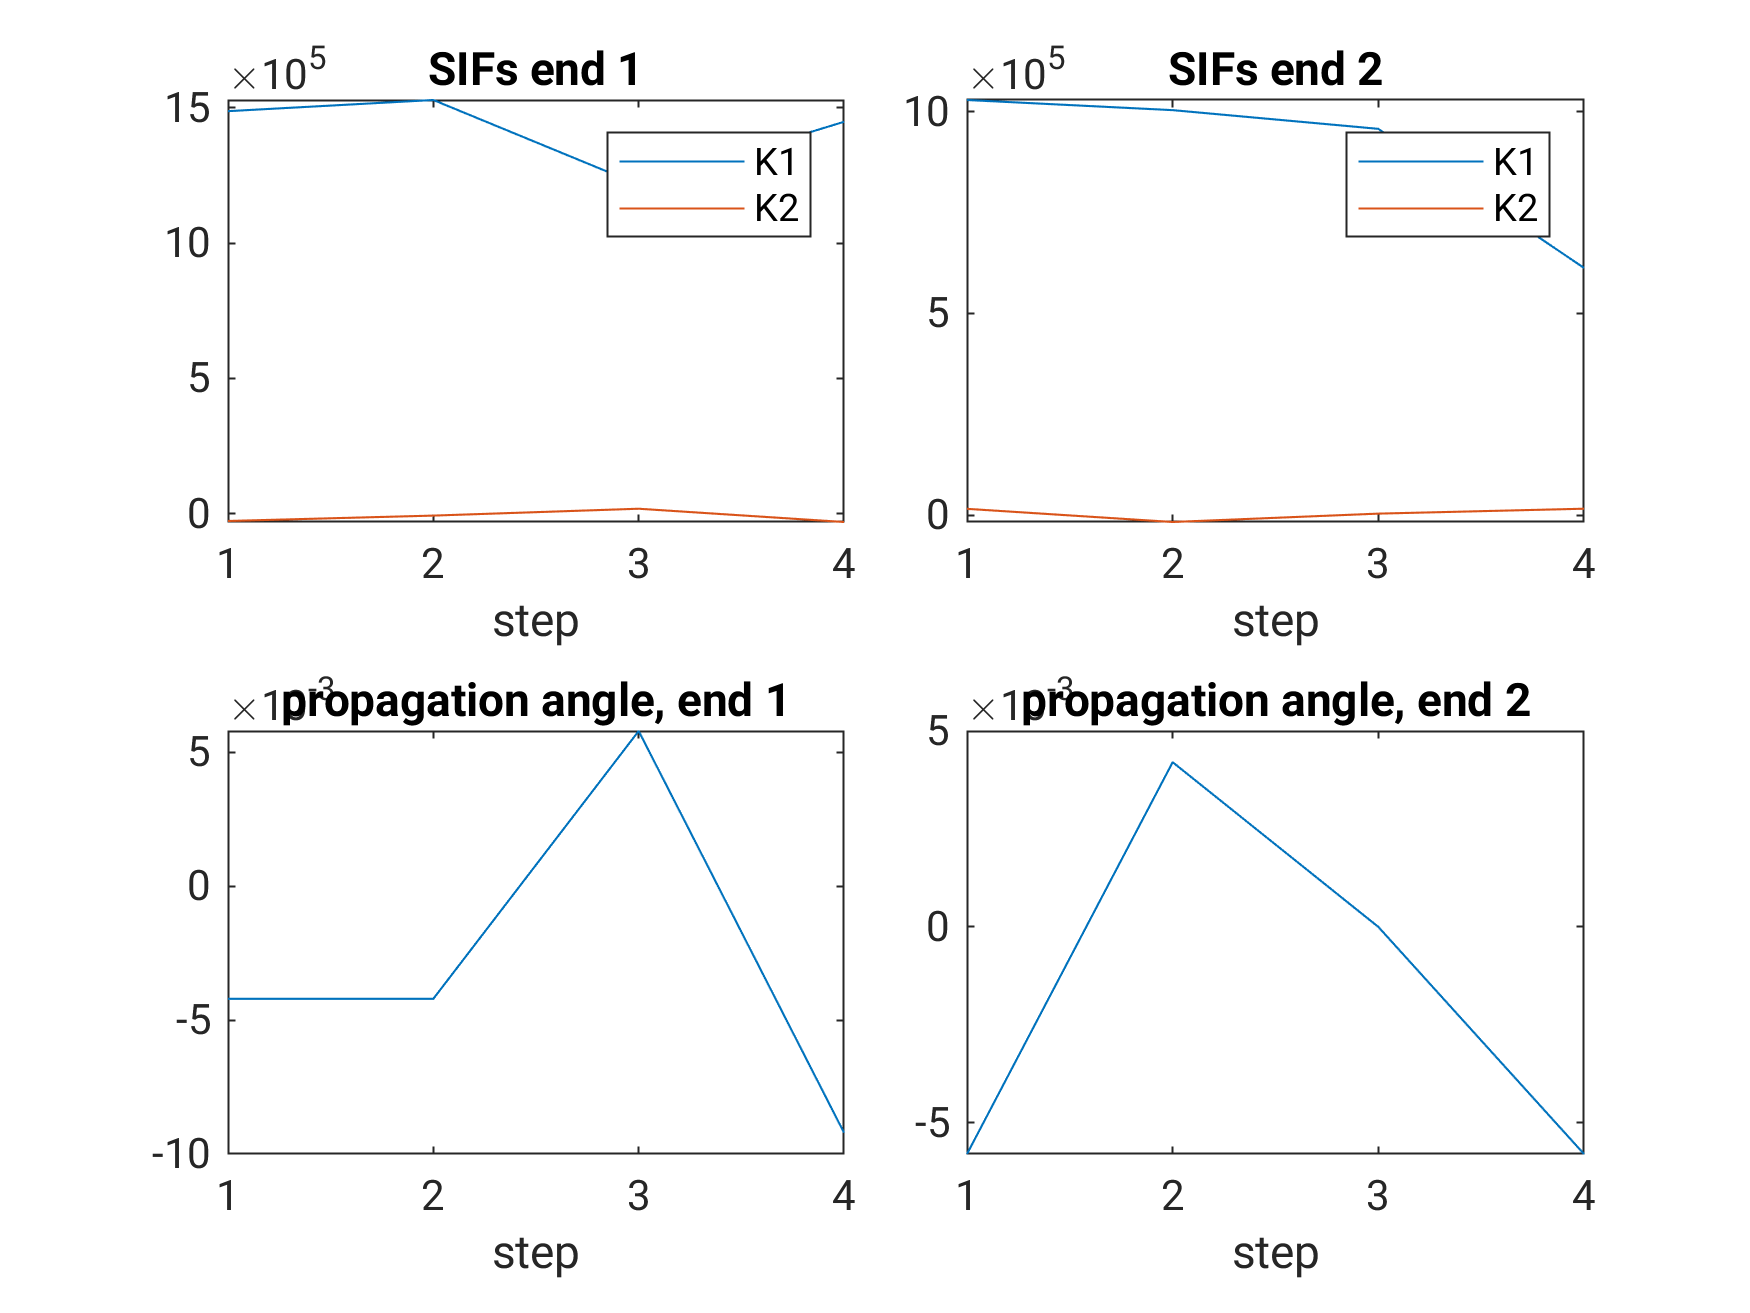 ×10^5 SIFs end 1
15
10
5
0
K1
K2
1 2 3 4
step
×10^5 SIFs end 2
10
5
0
K1
K2
1 2 3 4
step
×10^-3 propagation angle, end 1
5
0
-5
-10
1 2 3 4
step
×10^-3 propagation angle, end 2
5
0
-5
1 2 3 4
step